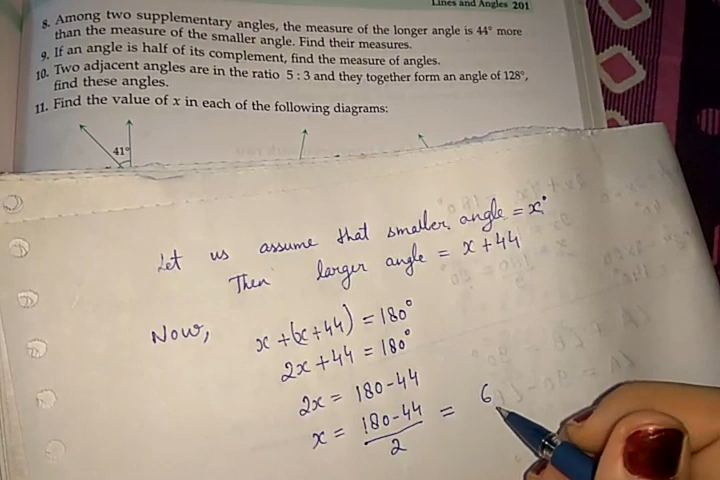 Lines and Angles 201
8. Among two supplementary angles, the measure of the longer angle is 44° more
than the measure of the smaller angle. Find their measures.
9. If an angle is half of its complement, find the measure of angles.
10. Two adjacent angles are in the ratio 5 : 3 and they together form an angle of 128°,
find these angles.
11. Find the value of x in each of the following diagrams:
41°
Let us assume that smaller angle = x°
Then larger angle = x + 44
Now, x + (x + 44) = 180°
2x + 44 = 180°
2x = 180 - 44
x = 180 - 44 / 2 = 6